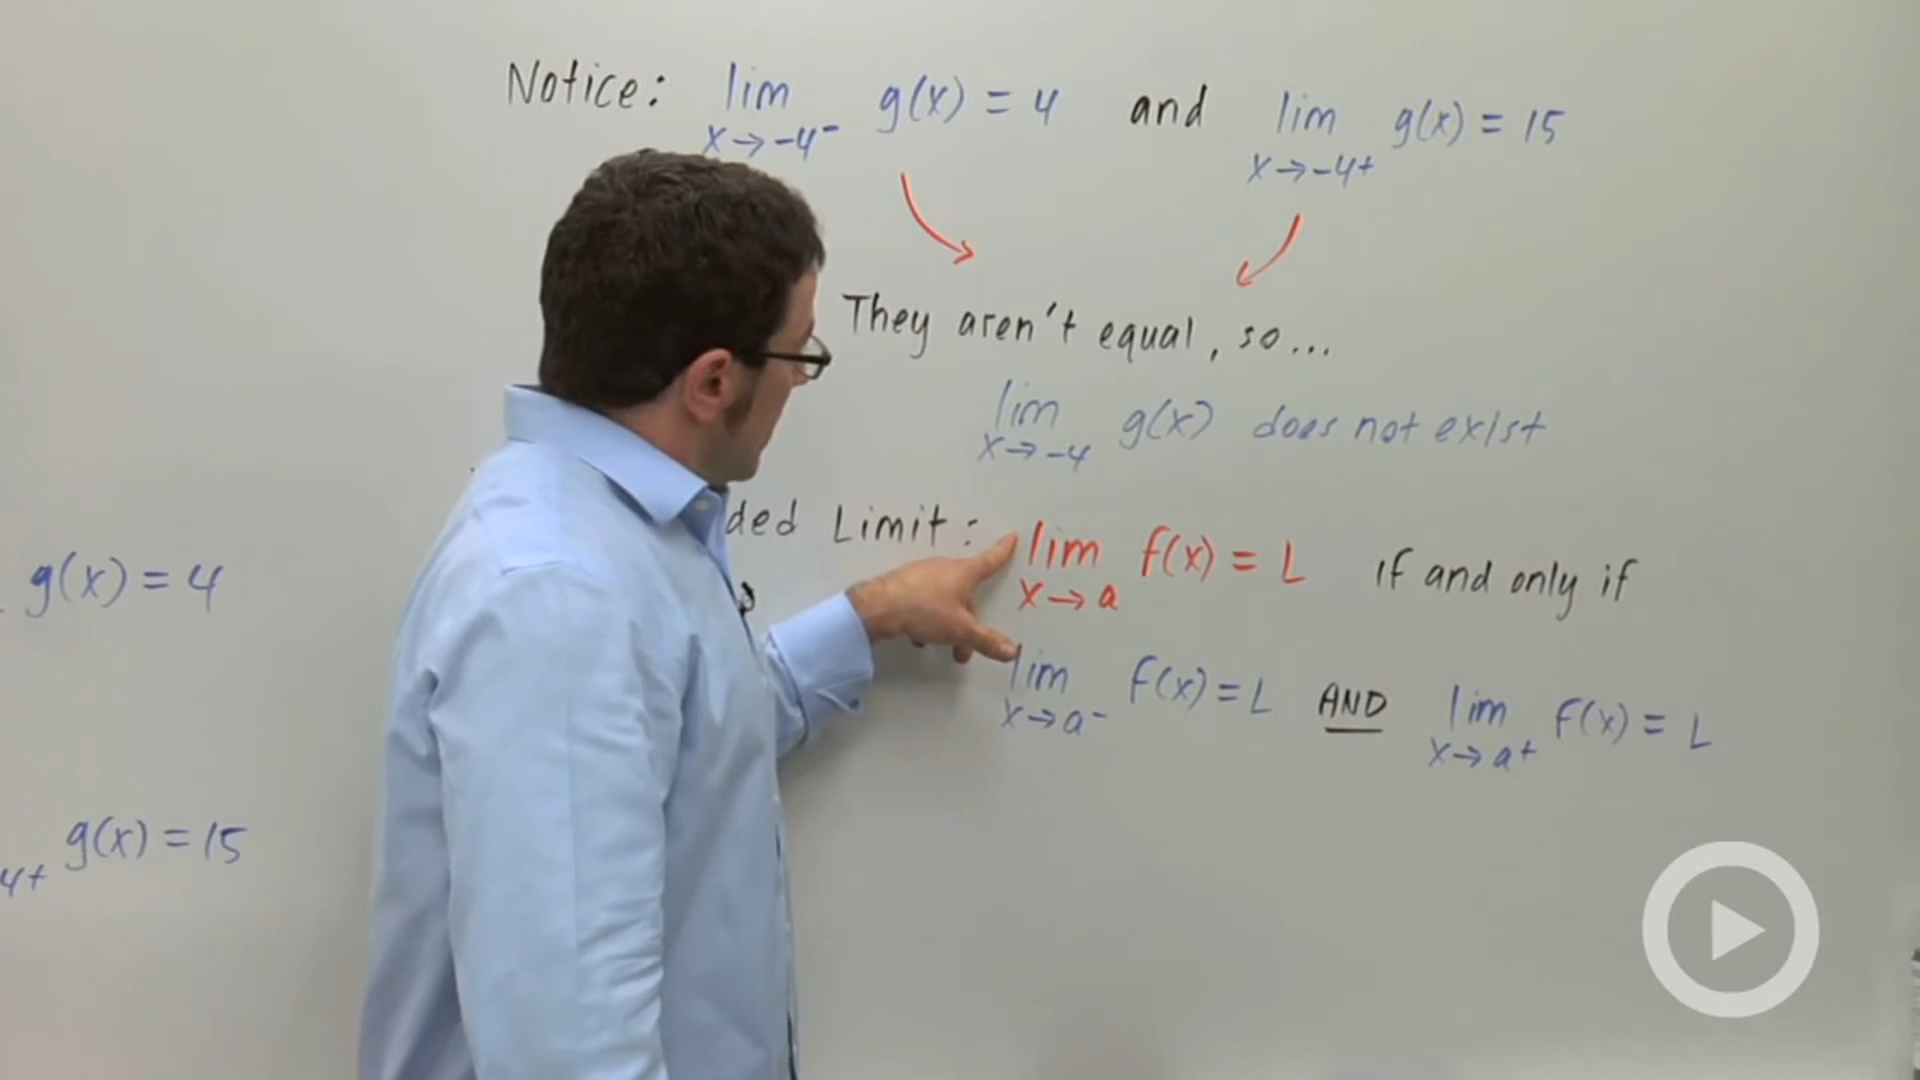 Notice: lim g(x) = 4 and lim g(x) = 15
x→-4⁻ x→-4+
They aren't equal, so...
lim g(x) does not exist
x→-4
ded Limit: lim f(x) = L if and only if
x→a
lim f(x) = L AND lim f(x) = L
x→a⁻ x→a+
g(x) = 4
g(x) = 15
4+